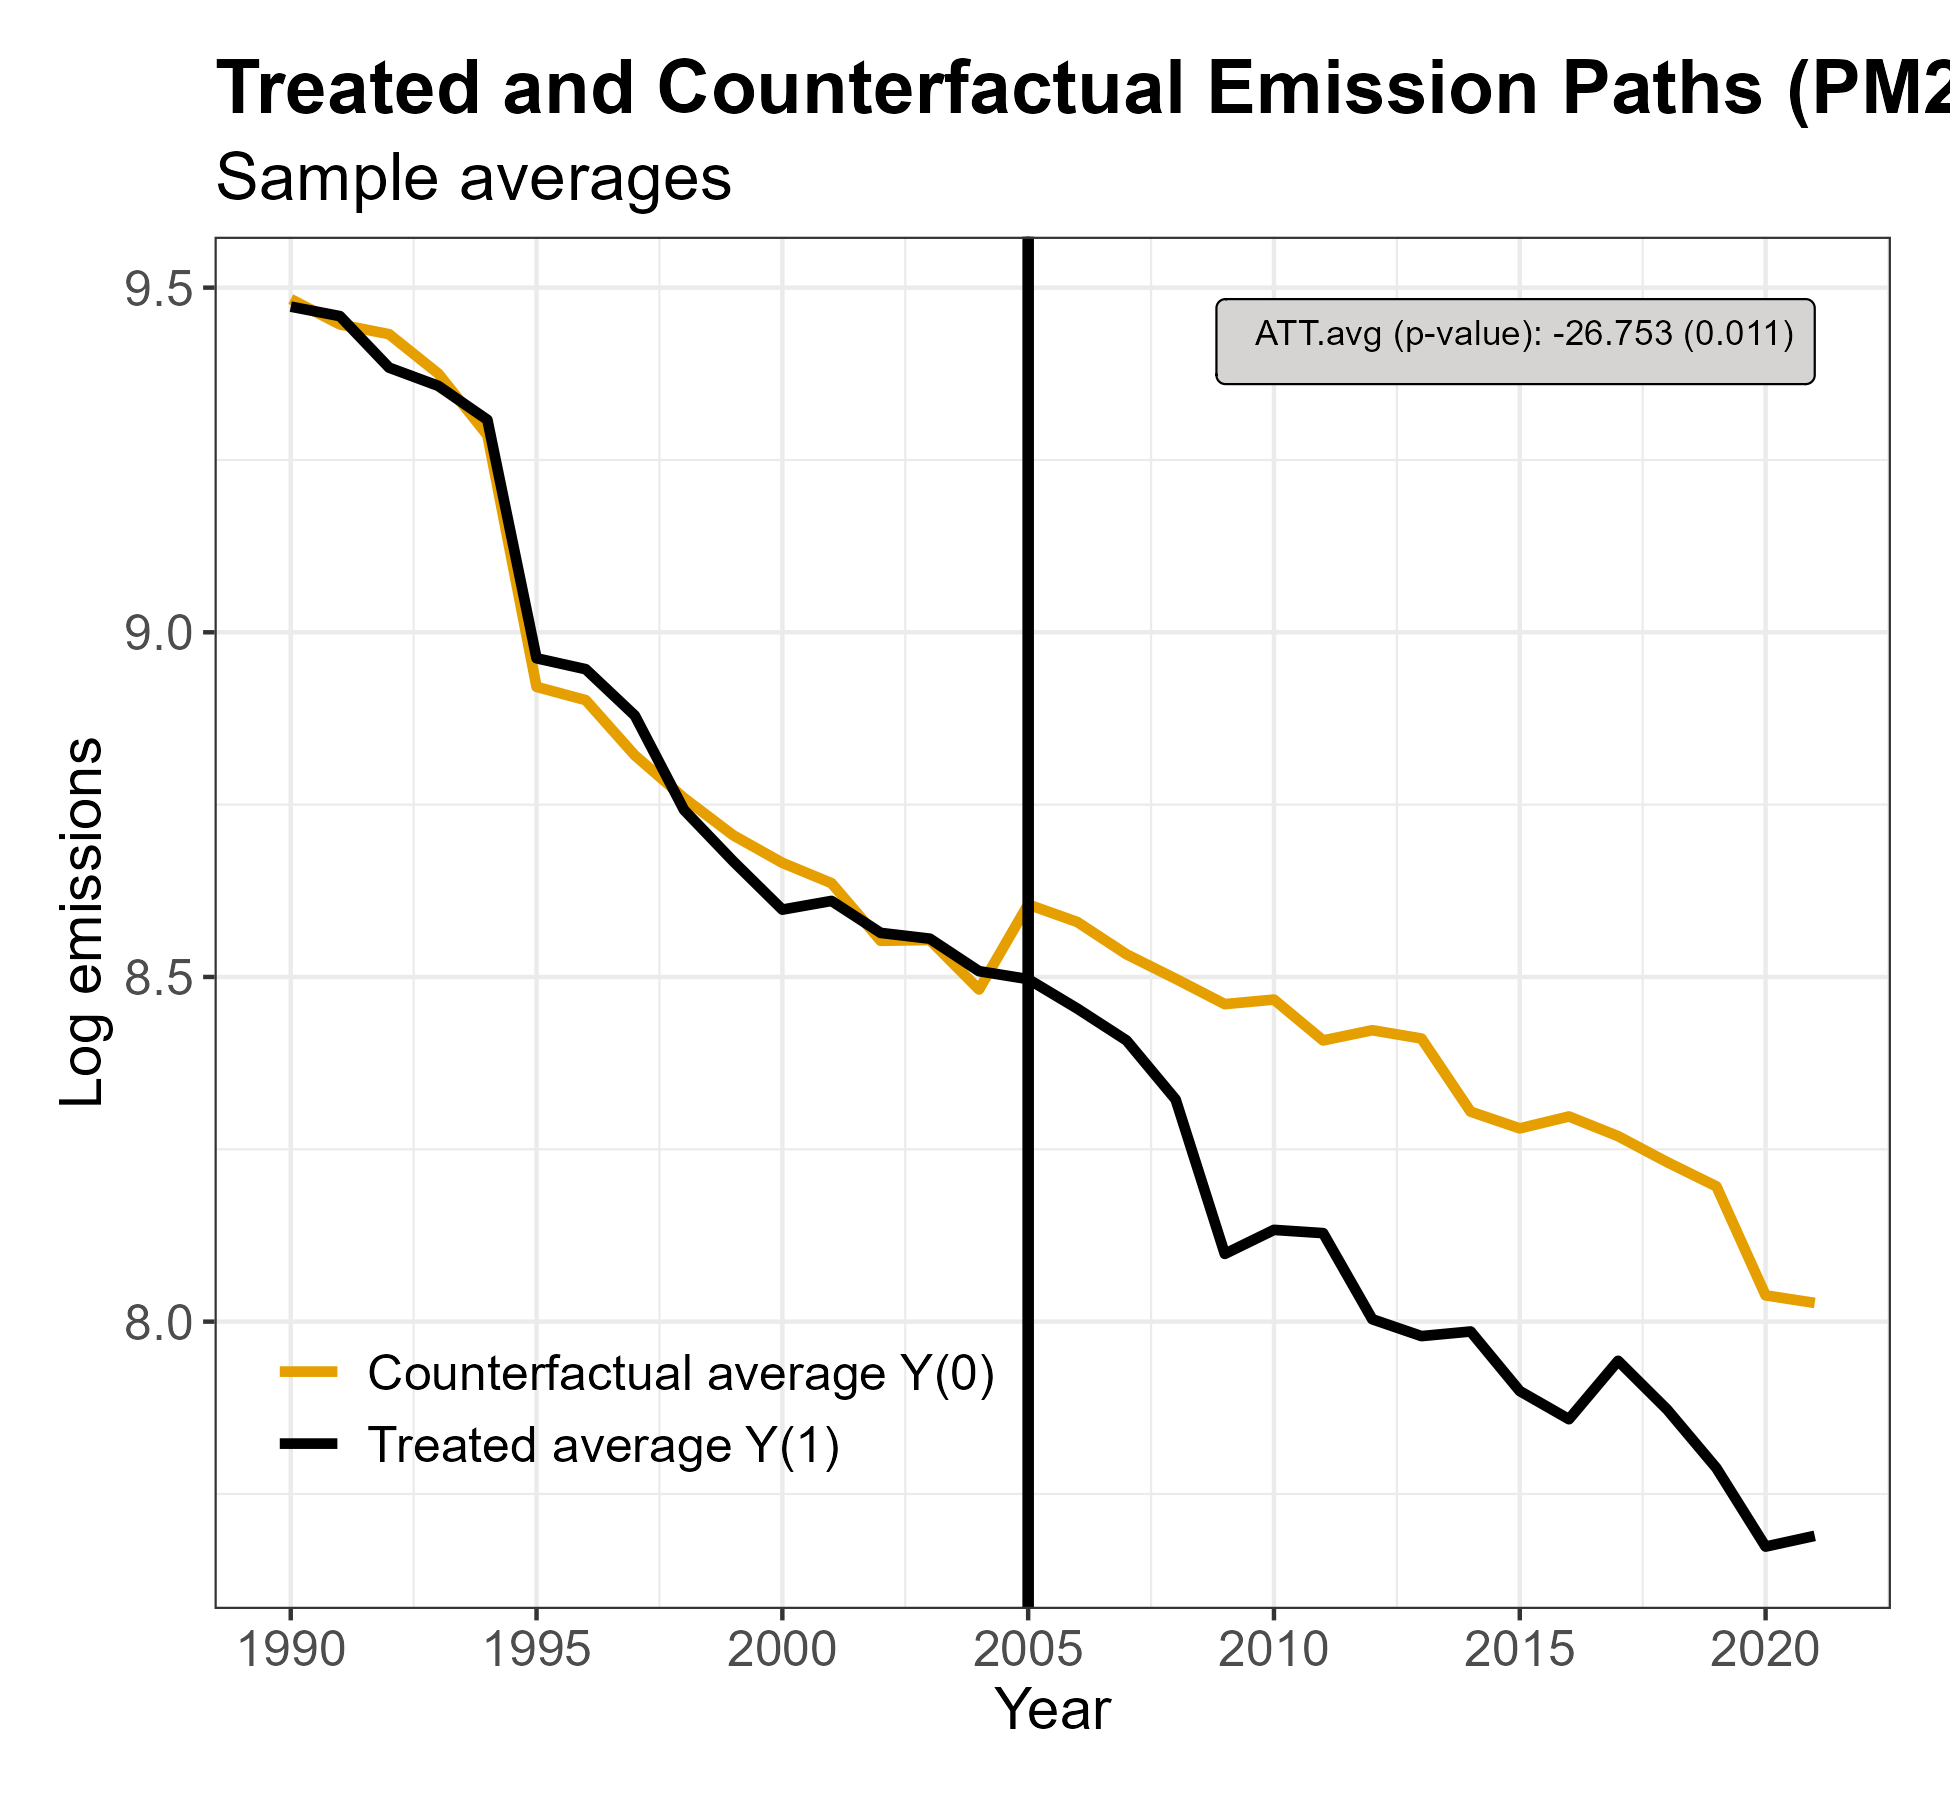 Treated and Counterfactual Emission Paths (PM2
Sample averages
9.5
ATT.avg (p-value): -26.753 (0.011)
9.0
8.5
8.0
Log emissions
Counterfactual average Y(0)
Treated average Y(1)
1990 1995 2000 2005 2010 2015 2020
Year